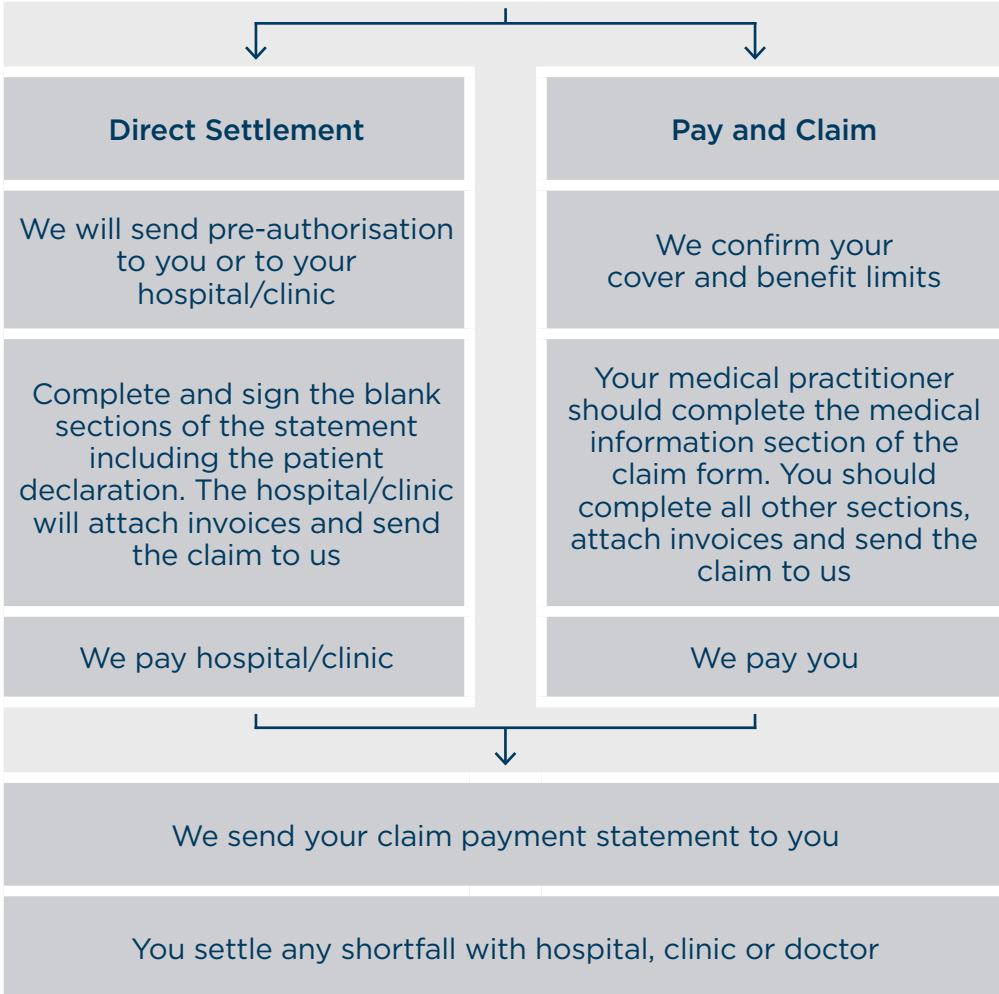 Direct Settlement
We will send pre-authorisation
to you or to your
hospital/clinic
Complete and sign the blank
sections of the statement
including the patient
declaration. The hospital/clinic
will attach invoices and send
the claim to us
We pay hospital/clinic
Pay and Claim
We confirm your
cover and benefit limits
Your medical practitioner
should complete the medical
information section of the
claim form. You should
complete all other sections,
attach invoices and send the
claim to us
We pay you
We send your claim payment statement to you
You settle any shortfall with hospital, clinic or doctor